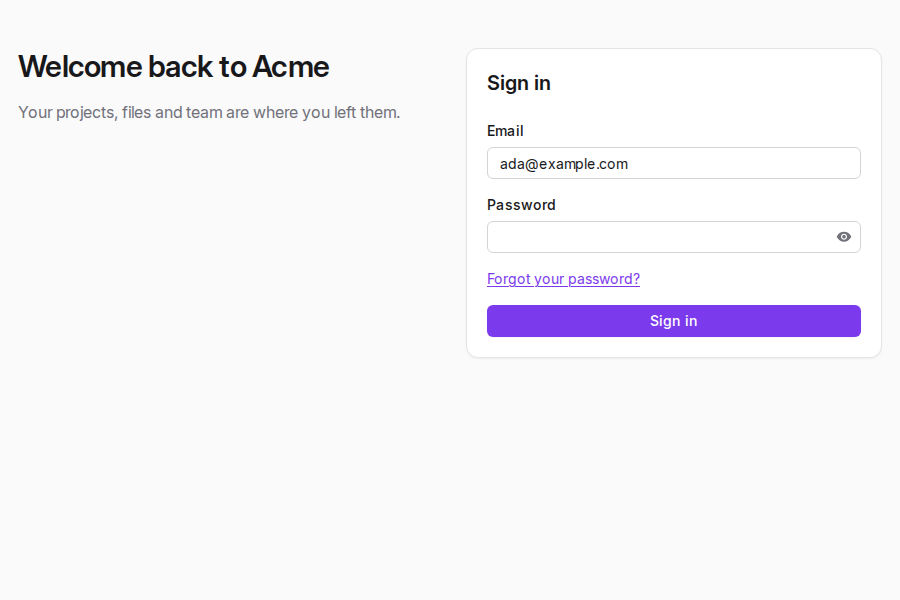 Welcome back to Acme
Your projects, files and team are where you left them.
Sign in
Email
ada@example.com
Password
Forgot your password?
Sign in